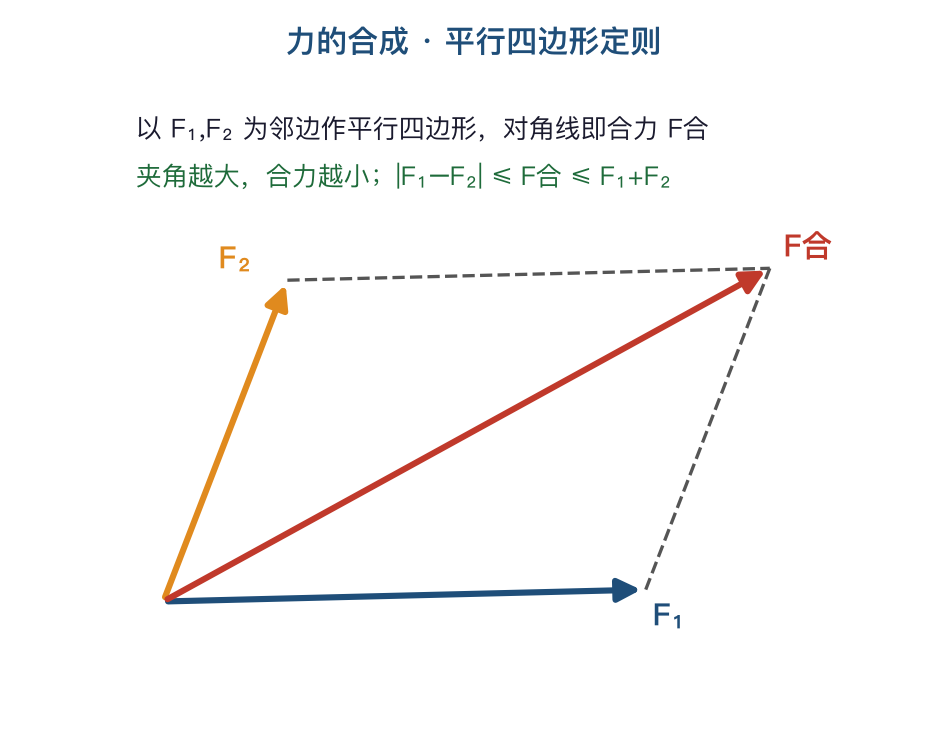 力的合成 · 平行四边形定则
以 F₁,F₂ 为邻边作平行四边形，对角线即合力 F合
夹角越大，合力越小；|F₁−F₂| ⩽ F合 ⩽ F₁+F₂
F合
F₂
F₁